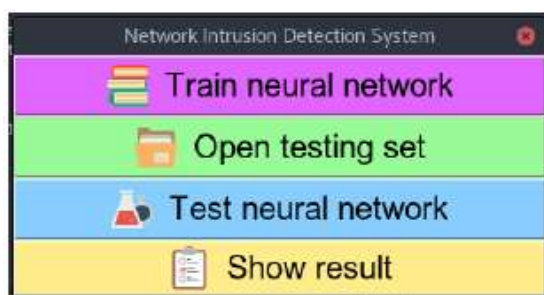 Network Intrusion Detection System
Train neural network
Open testing set
Test neural network
Show result